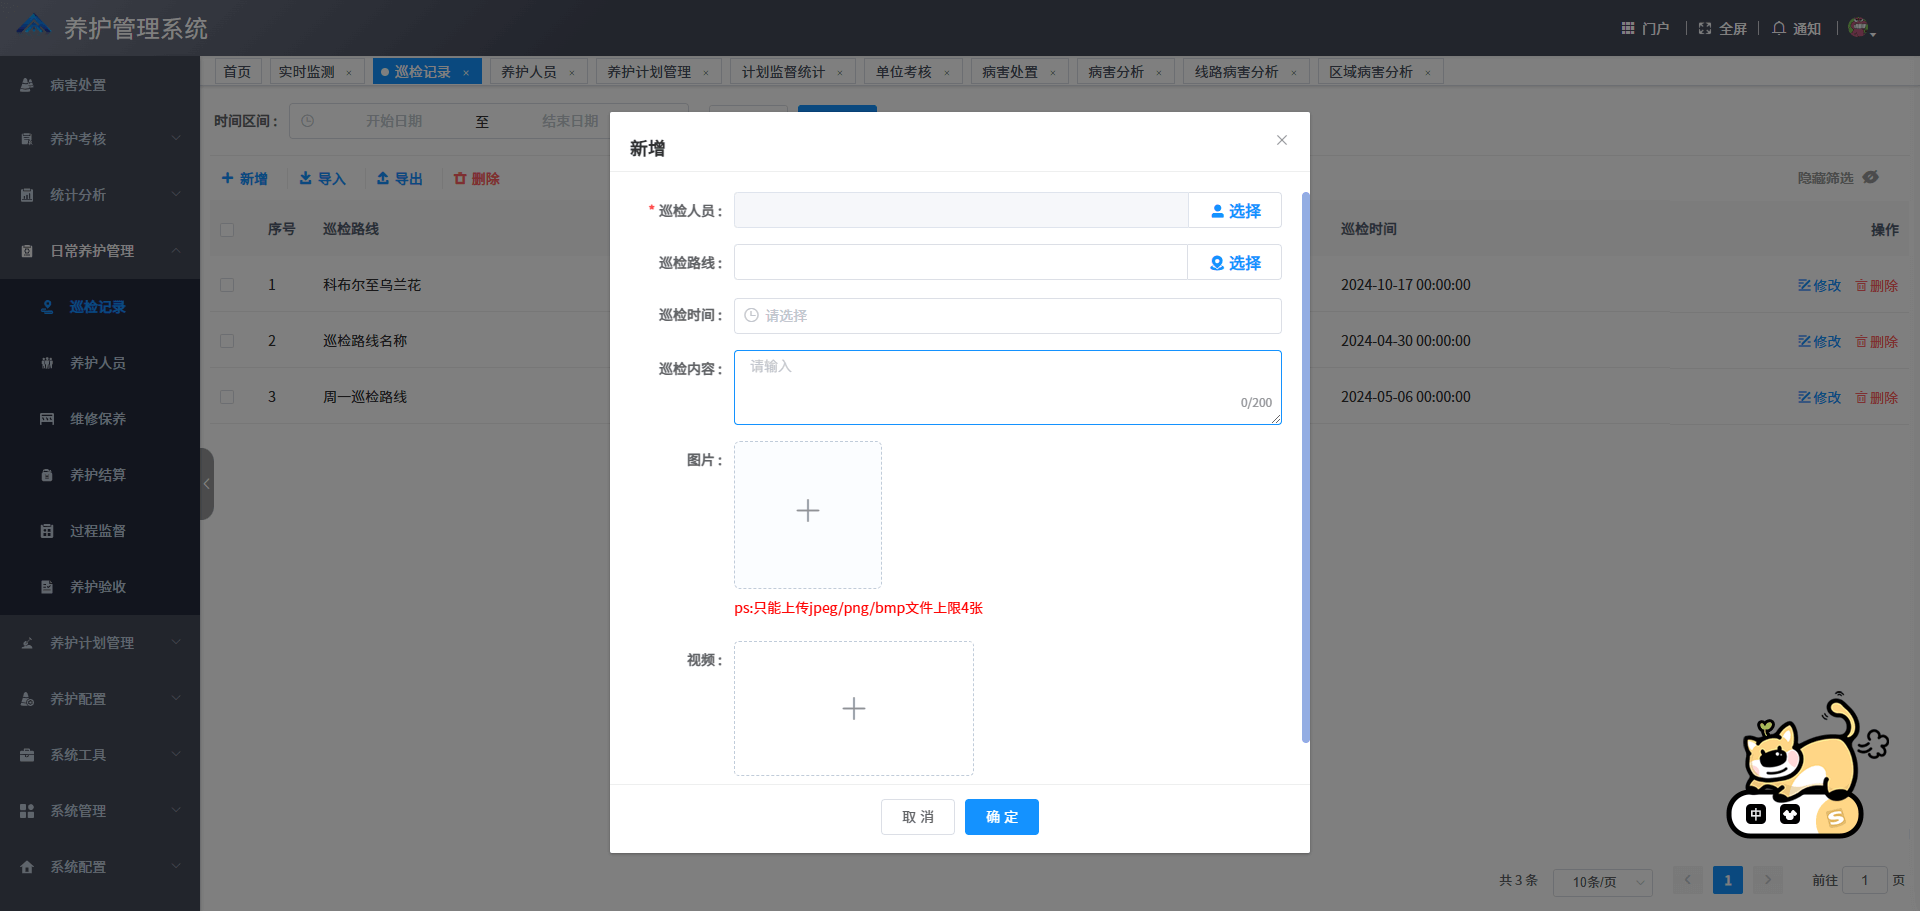 养护管理系统
门户
全屏
通知
首页
实时监测 ×
巡检记录 ×
养护人员 ×
养护计划管理 ×
计划监督统计 ×
单位考核 ×
病害处置 ×
病害分析 ×
线路病害分析 ×
区域病害分析 ×
病害处置
养护考核
统计分析
日常养护管理
巡检记录
养护人员
维修保养
养护结算
过程监督
养护验收
养护计划管理
养护配置
系统工具
系统管理
系统配置
时间区间： 开始日期 至 结束日期
新增 导入 导出 删除
隐藏筛选
序号 巡检路线 巡检时间 操作
1 科布尔至乌兰花 2024-10-17 00:00:00 修改 删除
2 巡检路线名称 2024-04-30 00:00:00 修改 删除
3 周一巡检路线 2024-05-06 00:00:00 修改 删除
新增
* 巡检人员： 选择
巡检路线： 选择
巡检时间： 请选择
巡检内容： 请输入
0/200
图片：
ps:只能上传jpeg/png/bmp文件上限4张
视频：
取 消 确 定
中
S
共 3 条 10条/页 1 前往 1 页